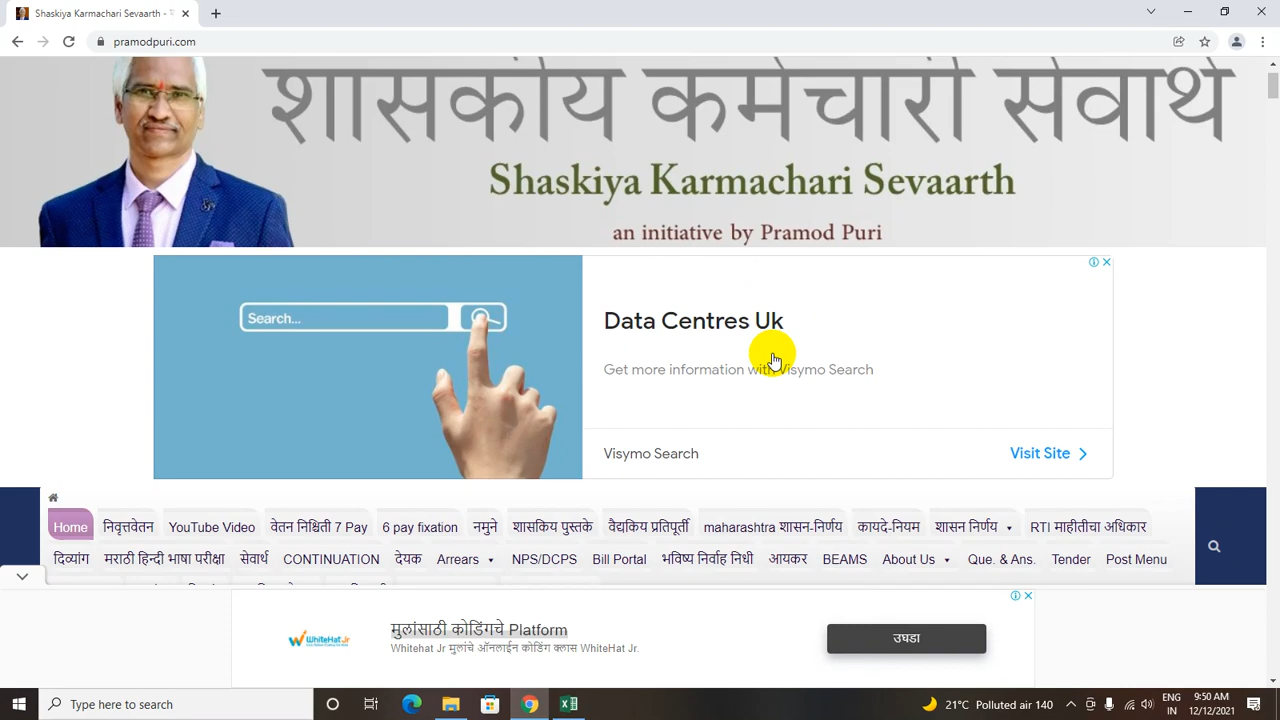 Shaskiya Karmachari Sevaarth - "
pramodpuri.com
शासकीय कर्मचारी सेवार्थ
Shaskiya Karmachari Sevaarth
an initiative by Pramod Puri
Search...
Data Centres Uk
Get more information with Visymo Search
Visymo Search
Visit Site
Home निवृत्तवेतन YouTube Video वेतन निश्चिती 7 Pay 6 pay fixation नमुने शासकिय पुस्तके वैद्यकिय प्रतिपूर्ती maharashtra शासन-निर्णय कायदे-नियम शासन निर्णय RTI माहीतीचा अधिकार
दिव्यांग मराठी हिन्दी भाषा परीक्षा सेवार्थ CONTINUATION देयक Arrears NPS/DCPS Bill Portal भविष्य निर्वाह निधी आयकर BEAMS About Us Que. & Ans. Tender Post Menu
मुलांसाठी कोडिंगचे Platform
WhiteHat Jr
Whitehat Jr मुलांचे ऑनलाईन कोडिंग क्लास WhiteHat Jr.
उघडा
Type here to search
21°C Polluted air 140
ENG
IN
9:50 AM
12/12/2021